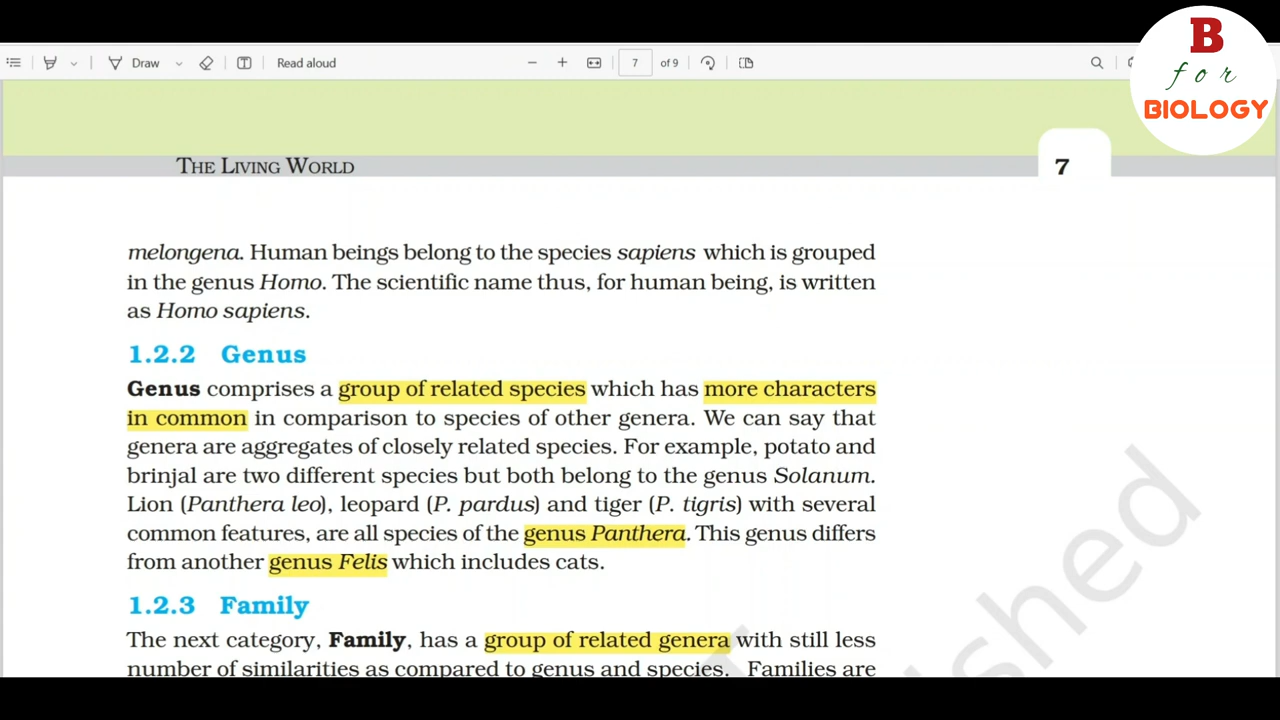 B
for
BIOLOGY
Draw
Read aloud
7 of 9
THE LIVING WORLD
7
melongena. Human beings belong to the species sapiens which is grouped
in the genus Homo. The scientific name thus, for human being, is written
as Homo sapiens.
1.2.2 Genus
Genus comprises a group of related species which has more characters
in common in comparison to species of other genera. We can say that
genera are aggregates of closely related species. For example, potato and
brinjal are two different species but both belong to the genus Solanum.
Lion (Panthera leo), leopard (P. pardus) and tiger (P. tigris) with several
common features, are all species of the genus Panthera. This genus differs
from another genus Felis which includes cats.
1.2.3 Family
The next category, Family, has a group of related genera with still less
number of similarities as compared to genus and species. Families are
shed